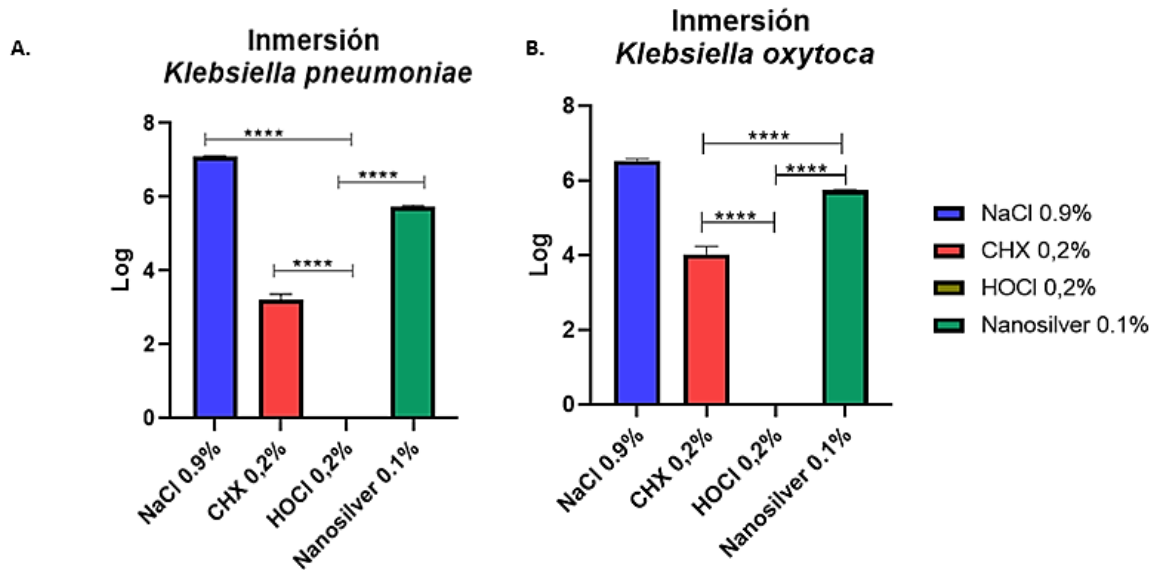 A.
Inmersión
Klebsiella pneumoniae
8
6
4
2
0
Log
****
****
****
NaCl 0.9%
CHX 0,2%
HOCl 0,2%
Nanosilver 0.1%
B.
Inmersión
Klebsiella oxytoca
8
6
4
2
0
Log
****
****
****
NaCl 0.9%
CHX 0,2%
HOCl 0,2%
Nanosilver 0.1%
NaCl 0.9%
CHX 0,2%
HOCl 0,2%
Nanosilver 0.1%